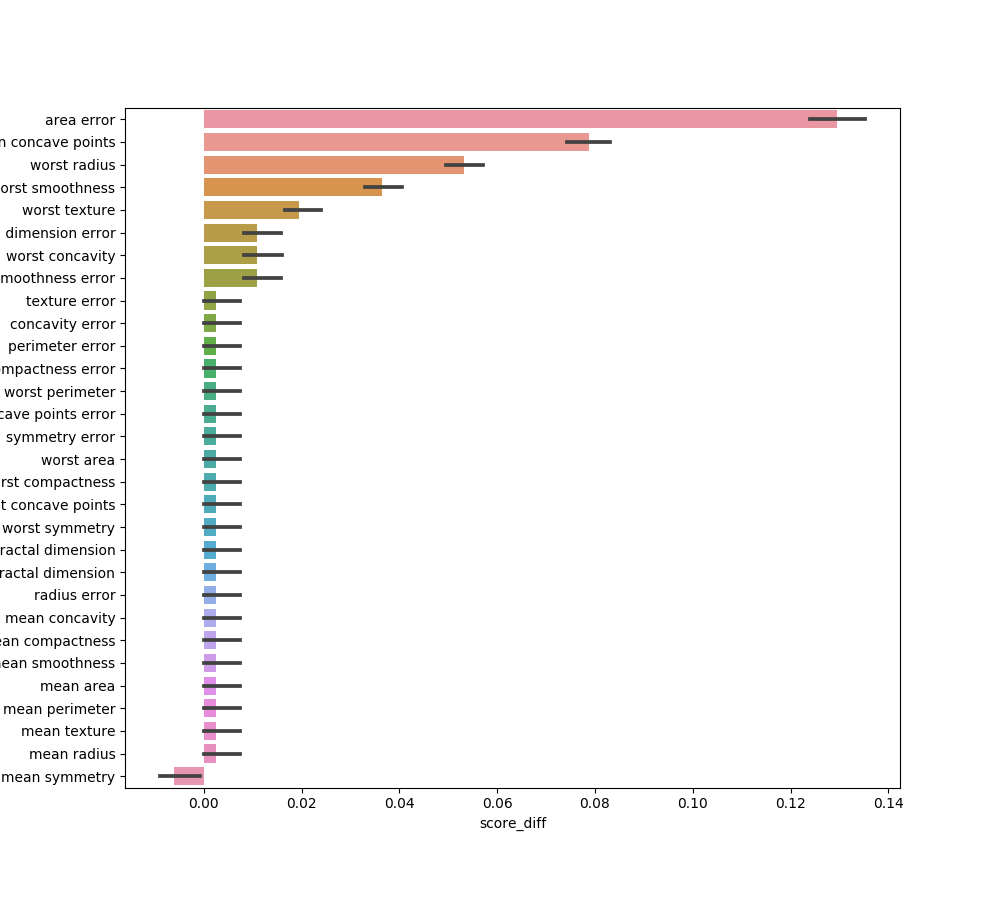 area error
concave points
worst radius
smoothness
worst texture
dimension error
worst concavity
error
texture error
concavity error
perimeter error
error
worst perimeter
points error
symmetry error
worst area
compactness
concave points
worst symmetry
dimension
dimension
radius error
mean concavity
compactness
smoothness
mean area
mean perimeter
mean texture
mean radius
mean symmetry
0.00 0.02 0.04 0.06 0.08 0.10 0.12 0.14
score_diff